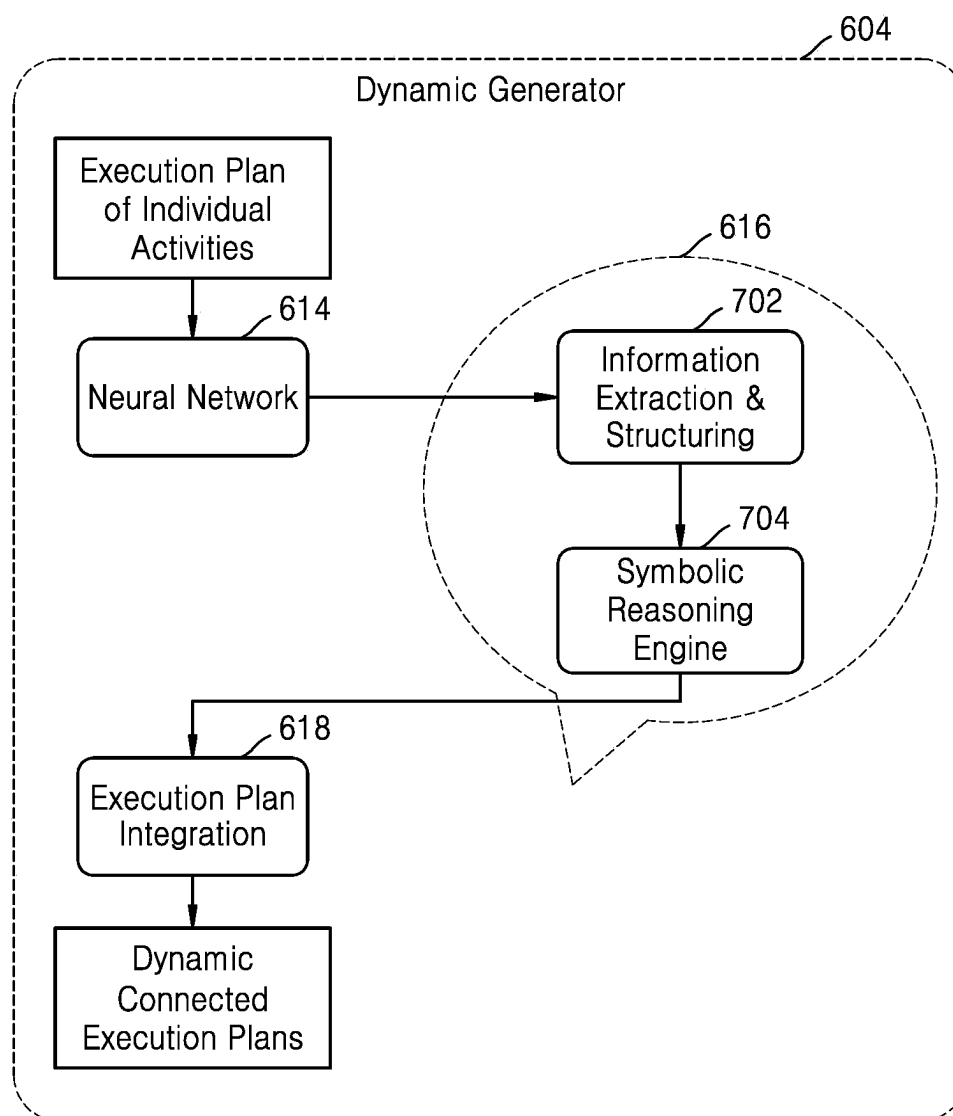 604
Dynamic Generator
Execution Plan
of Individual
Activities
616
614
702
Neural Network
Information
Extraction &
Structuring
704
Symbolic
Reasoning
Engine
618
Execution Plan
Integration
Dynamic
Connected
Execution Plans